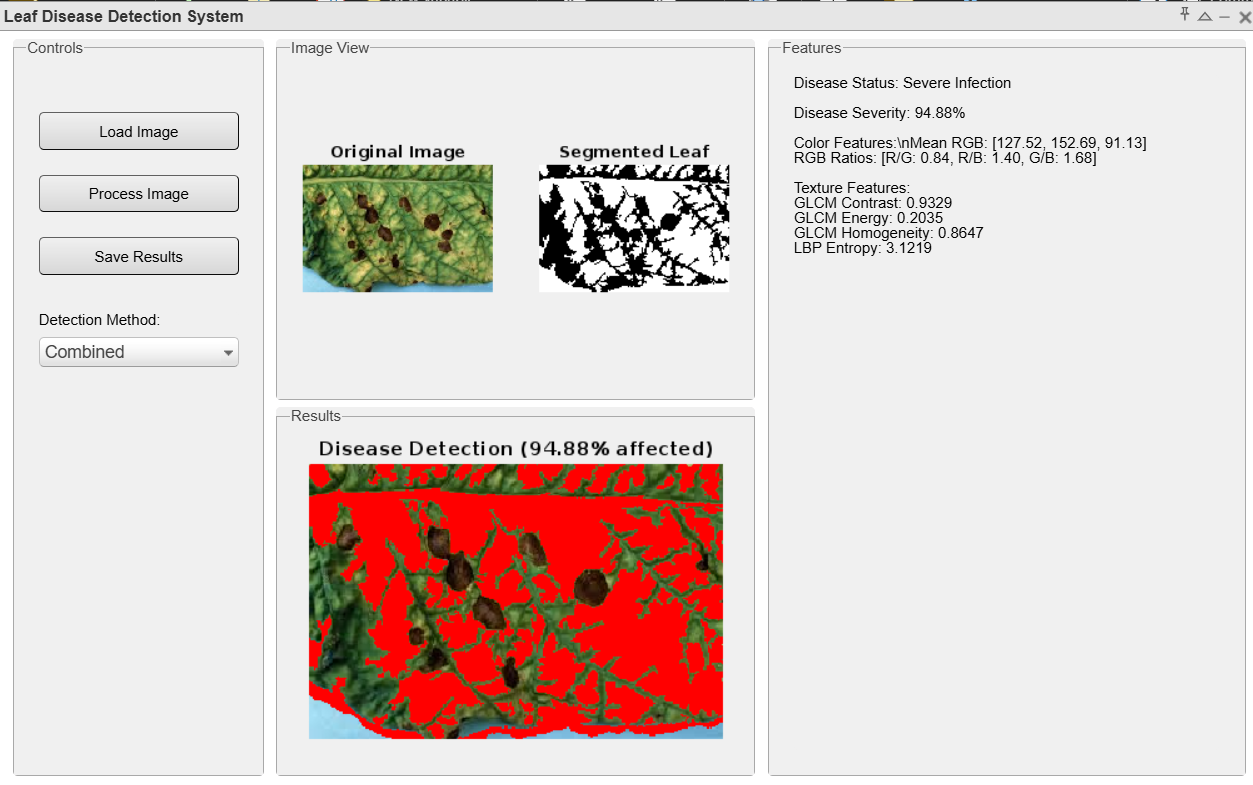 Leaf Disease Detection System
Controls
Load Image
Process Image
Save Results
Detection Method:
Combined
Image View
Original Image
Segmented Leaf
Results
Disease Detection (94.88% affected)
Features
Disease Status: Severe Infection
Disease Severity: 94.88%
Color Features:\nMean RGB: [127.52, 152.69, 91.13]
RGB Ratios: [R/G: 0.84, R/B: 1.40, G/B: 1.68]
Texture Features:
GLCM Contrast: 0.9329
GLCM Energy: 0.2035
GLCM Homogeneity: 0.8647
LBP Entropy: 3.1219